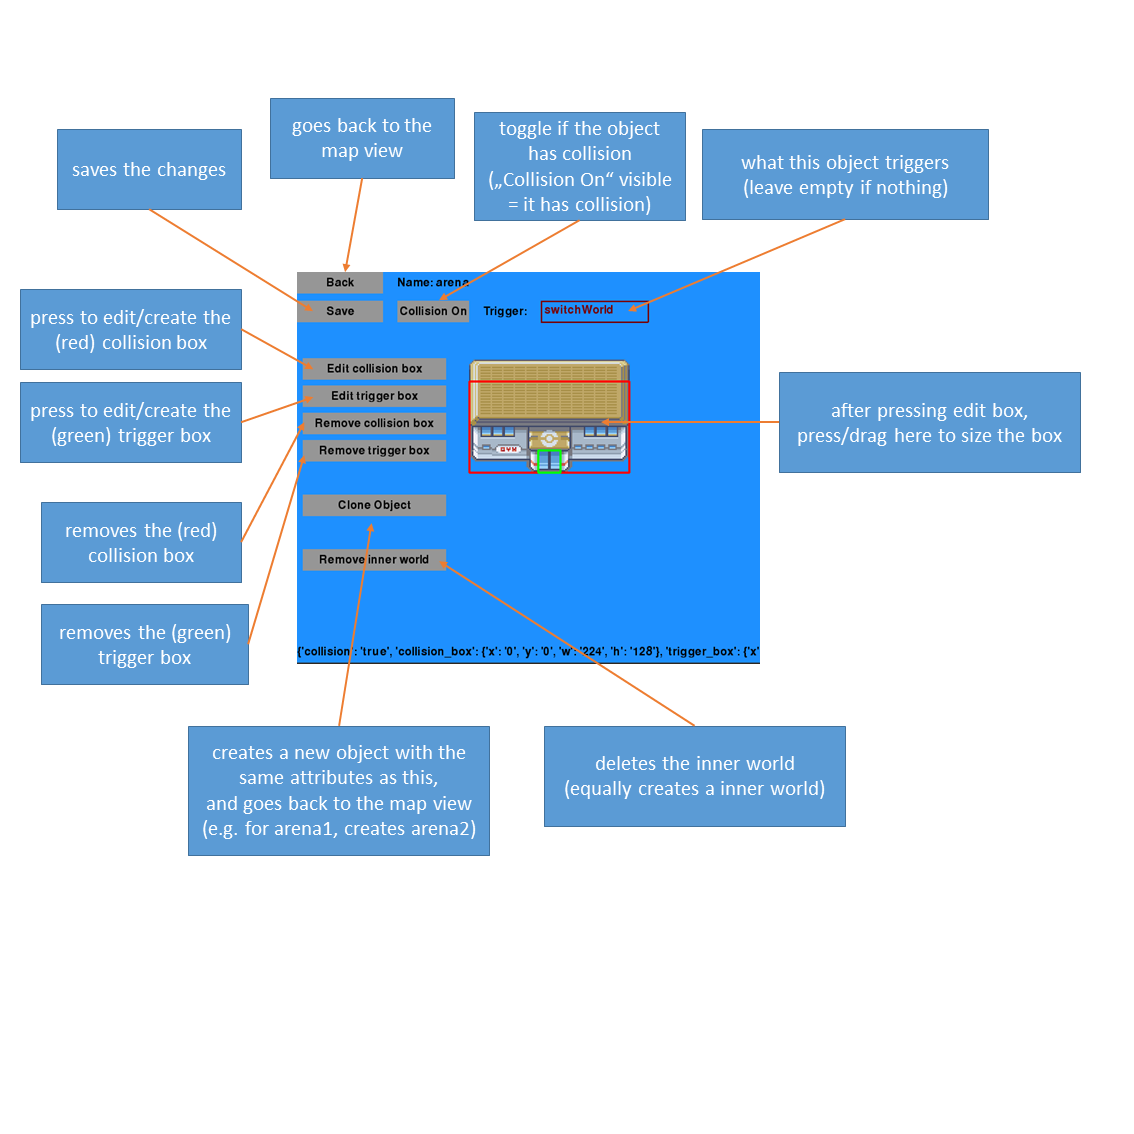 goes back to the
map view
toggle if the object
has collision
(„Collision On“ visible
= it has collision)
saves the changes
what this object triggers
(leave empty if nothing)
Back
Name: arena
Save
Collision On
Trigger:
switchWorld
press to edit/create the
(red) collision box
press to edit/create the
(green) trigger box
removes the (red)
collision box
removes the (green)
trigger box
Edit collision box
Edit trigger box
Remove collision box
Remove trigger box
Clone Object
Remove inner world
GYM
after pressing edit box,
press/drag here to size the box
{'collision': 'true', 'collision_box': {'x': '0', 'y': '0', 'w': '224', 'h': '128'}, 'trigger_box': {'x'
creates a new object with the
same attributes as this,
and goes back to the map view
(e.g. for arena1, creates arena2)
deletes the inner world
(equally creates a inner world)